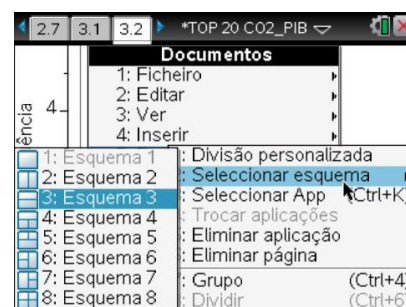 2.7 3.1 3.2 *TOP 20 CO2_PIB
Documentos
1: Ficheiro
2: Editar
3: Ver
4: Inserir
4
ência
1: Esquema 1
2: Esquema 2
3: Esquema 3
4: Esquema 4
5: Esquema 5
6: Esquema 6
7: Esquema 7
8: Esquema 8
: Divisão personalizada
: Seleccionar esquema
: Seleccionar App (Ctrl+K)
: Trocar aplicações
: Eliminar aplicação
: Eliminar página
: Grupo (Ctrl+4)
: Dividir (Ctrl+6)